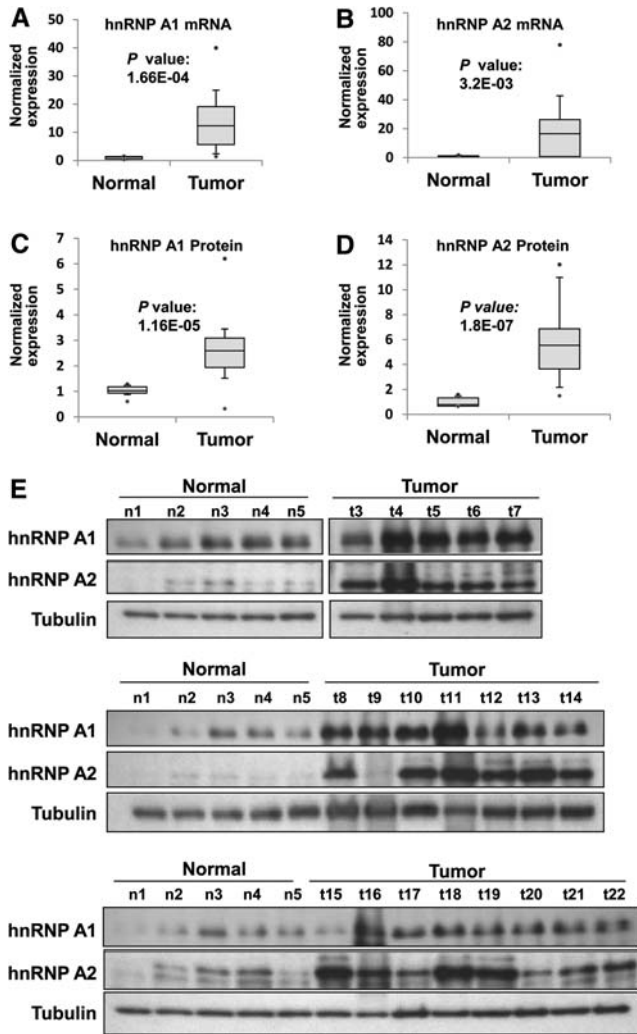 A
hnRNP A1 mRNA
Normalized expression
50
40
30
20
10
0
P value:
1.66E-04
Normal Tumor
B
hnRNP A2 mRNA
Normalized expression
100
80
60
40
20
0
P value:
3.2E-03
Normal Tumor
C
hnRNP A1 Protein
Normalized expression
7
6
5
4
3
2
1
0
P value:
1.16E-05
Normal Tumor
D
hnRNP A2 Protein
Normalized expression
14
12
10
8
6
4
2
0
P value:
1.8E-07
Normal Tumor
E
Normal Tumor
n1 n2 n3 n4 n5 t3 t4 t5 t6 t7
hnRNP A1
hnRNP A2
Tubulin
Normal Tumor
n1 n2 n3 n4 n5 t8 t9 t10 t11 t12 t13 t14
hnRNP A1
hnRNP A2
Tubulin
Normal Tumor
n1 n2 n3 n4 n5 t15 t16 t17 t18 t19 t20 t21 t22
hnRNP A1
hnRNP A2
Tubulin